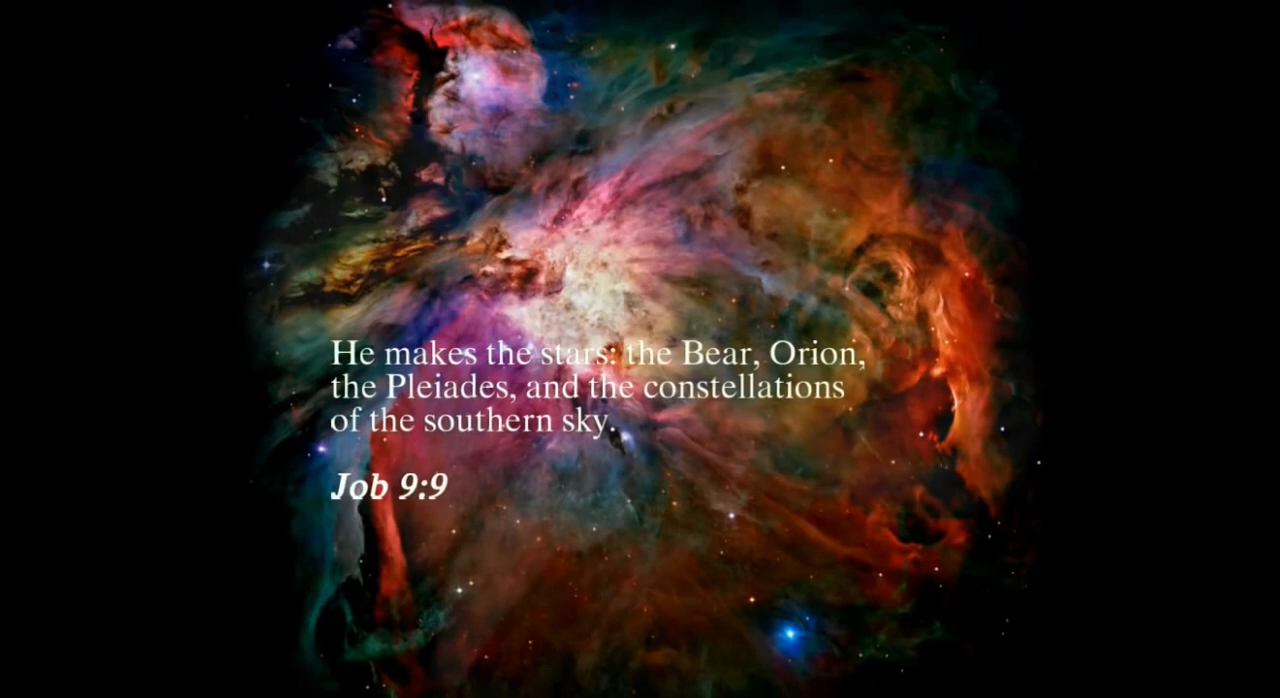 He makes the stars: the Bear, Orion,
the Pleiades, and the constellations
of the southern sky.
Job 9:9